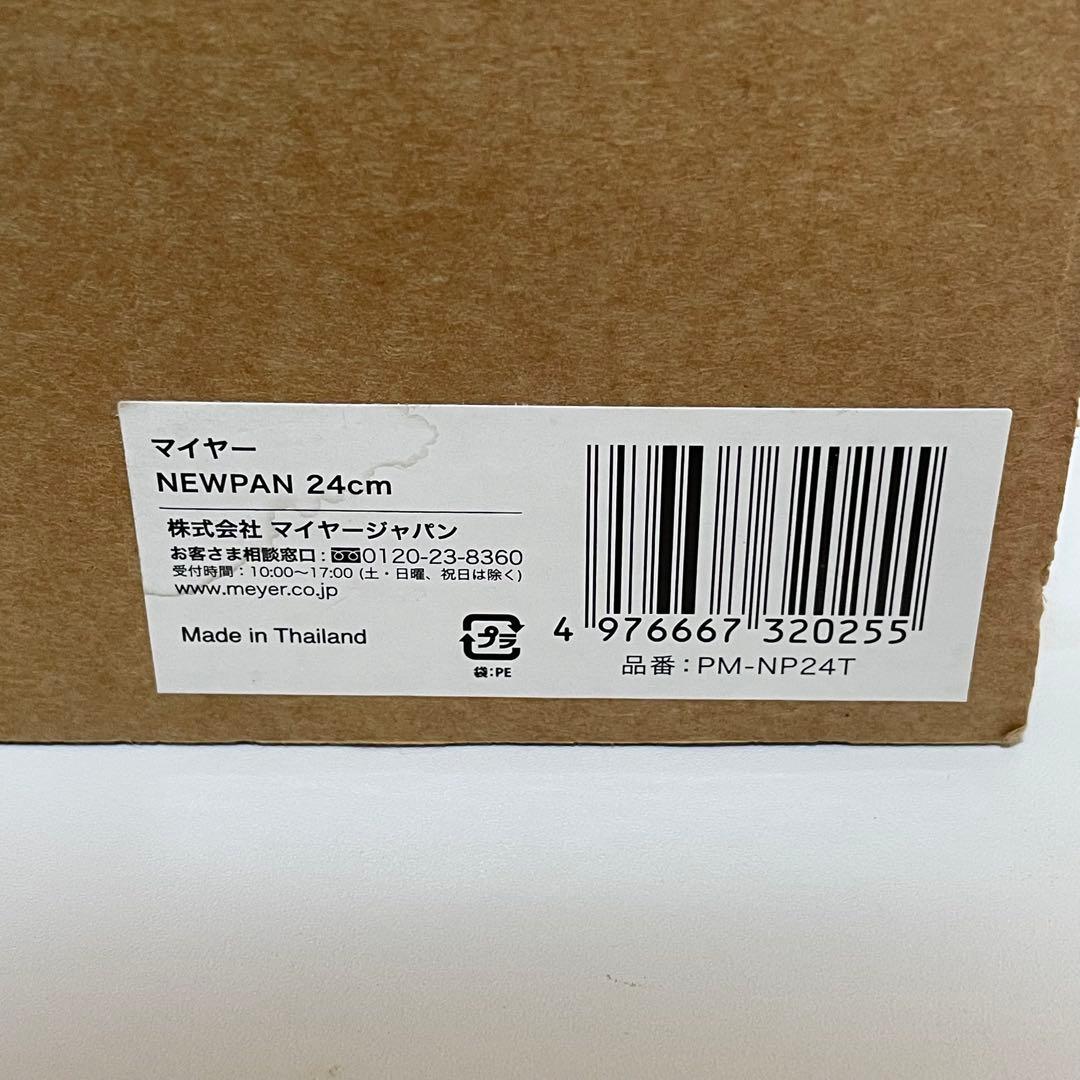 マイヤー
NEWPAN 24cm
株式会社 マイヤージャパン
お客さま相談窓口:0120-23-8360
受付時間:10:00〜17:00 (土・日曜、祝日は除く)
www.meyer.co.jp
Made in Thailand
プラ
袋:PE
4 976667 320255
品番:PM-NP24T